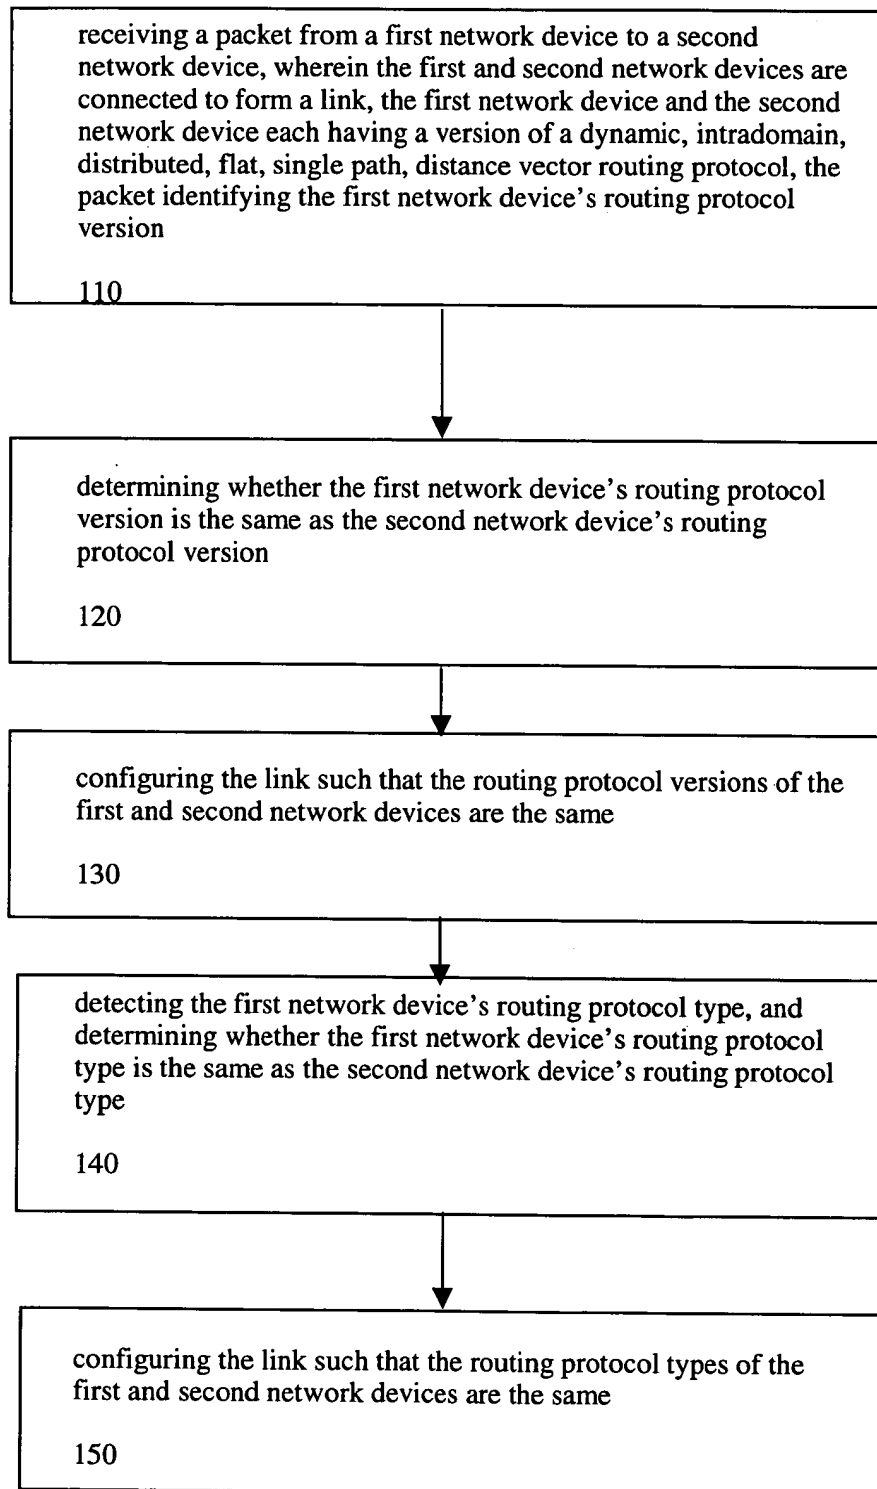 receiving a packet from a first network device to a second
network device, wherein the first and second network devices are
connected to form a link, the first network device and the second
network device each having a version of a dynamic, intradomain,
distributed, flat, single path, distance vector routing protocol, the
packet identifying the first network device's routing protocol
version
110
determining whether the first network device's routing protocol
version is the same as the second network device's routing
protocol version
120
configuring the link such that the routing protocol versions of the
first and second network devices are the same
130
detecting the first network device's routing protocol type, and
determining whether the first network device's routing protocol
type is the same as the second network device's routing protocol
type
140
configuring the link such that the routing protocol types of the
first and second network devices are the same
150